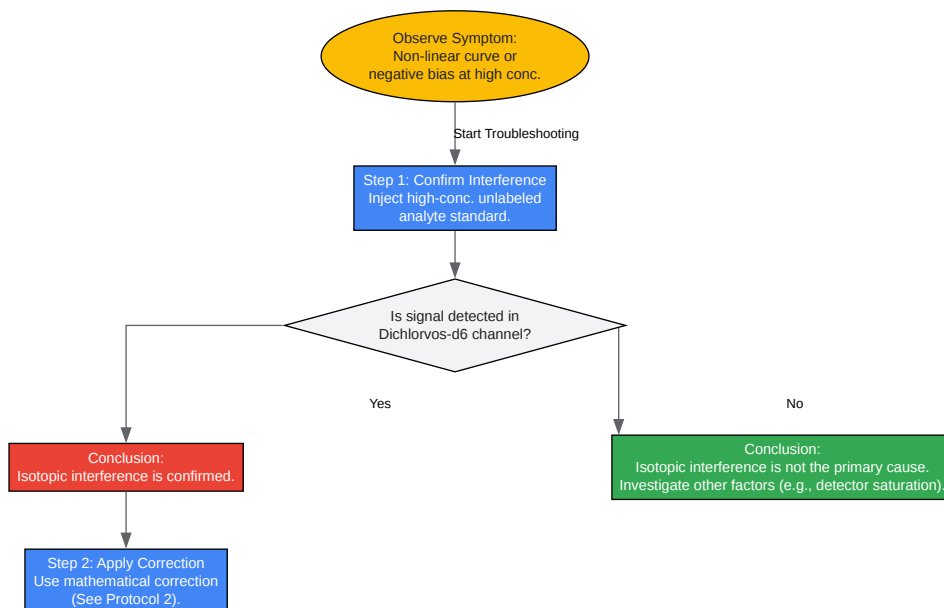 Observe Symptom:
Non-linear curve or
negative bias at high conc.
Start Troubleshooting
Step 1: Confirm Interference
Inject high-conc. unlabeled
analyte standard.
Is signal detected in
Dichlorvos-d6 channel?
Yes
No
Conclusion:
Isotopic interference is confirmed.
Conclusion:
Isotopic interference is not the primary cause.
Investigate other factors (e.g., detector saturation).
Step 2: Apply Correction
Use mathematical correction
(See Protocol 2).